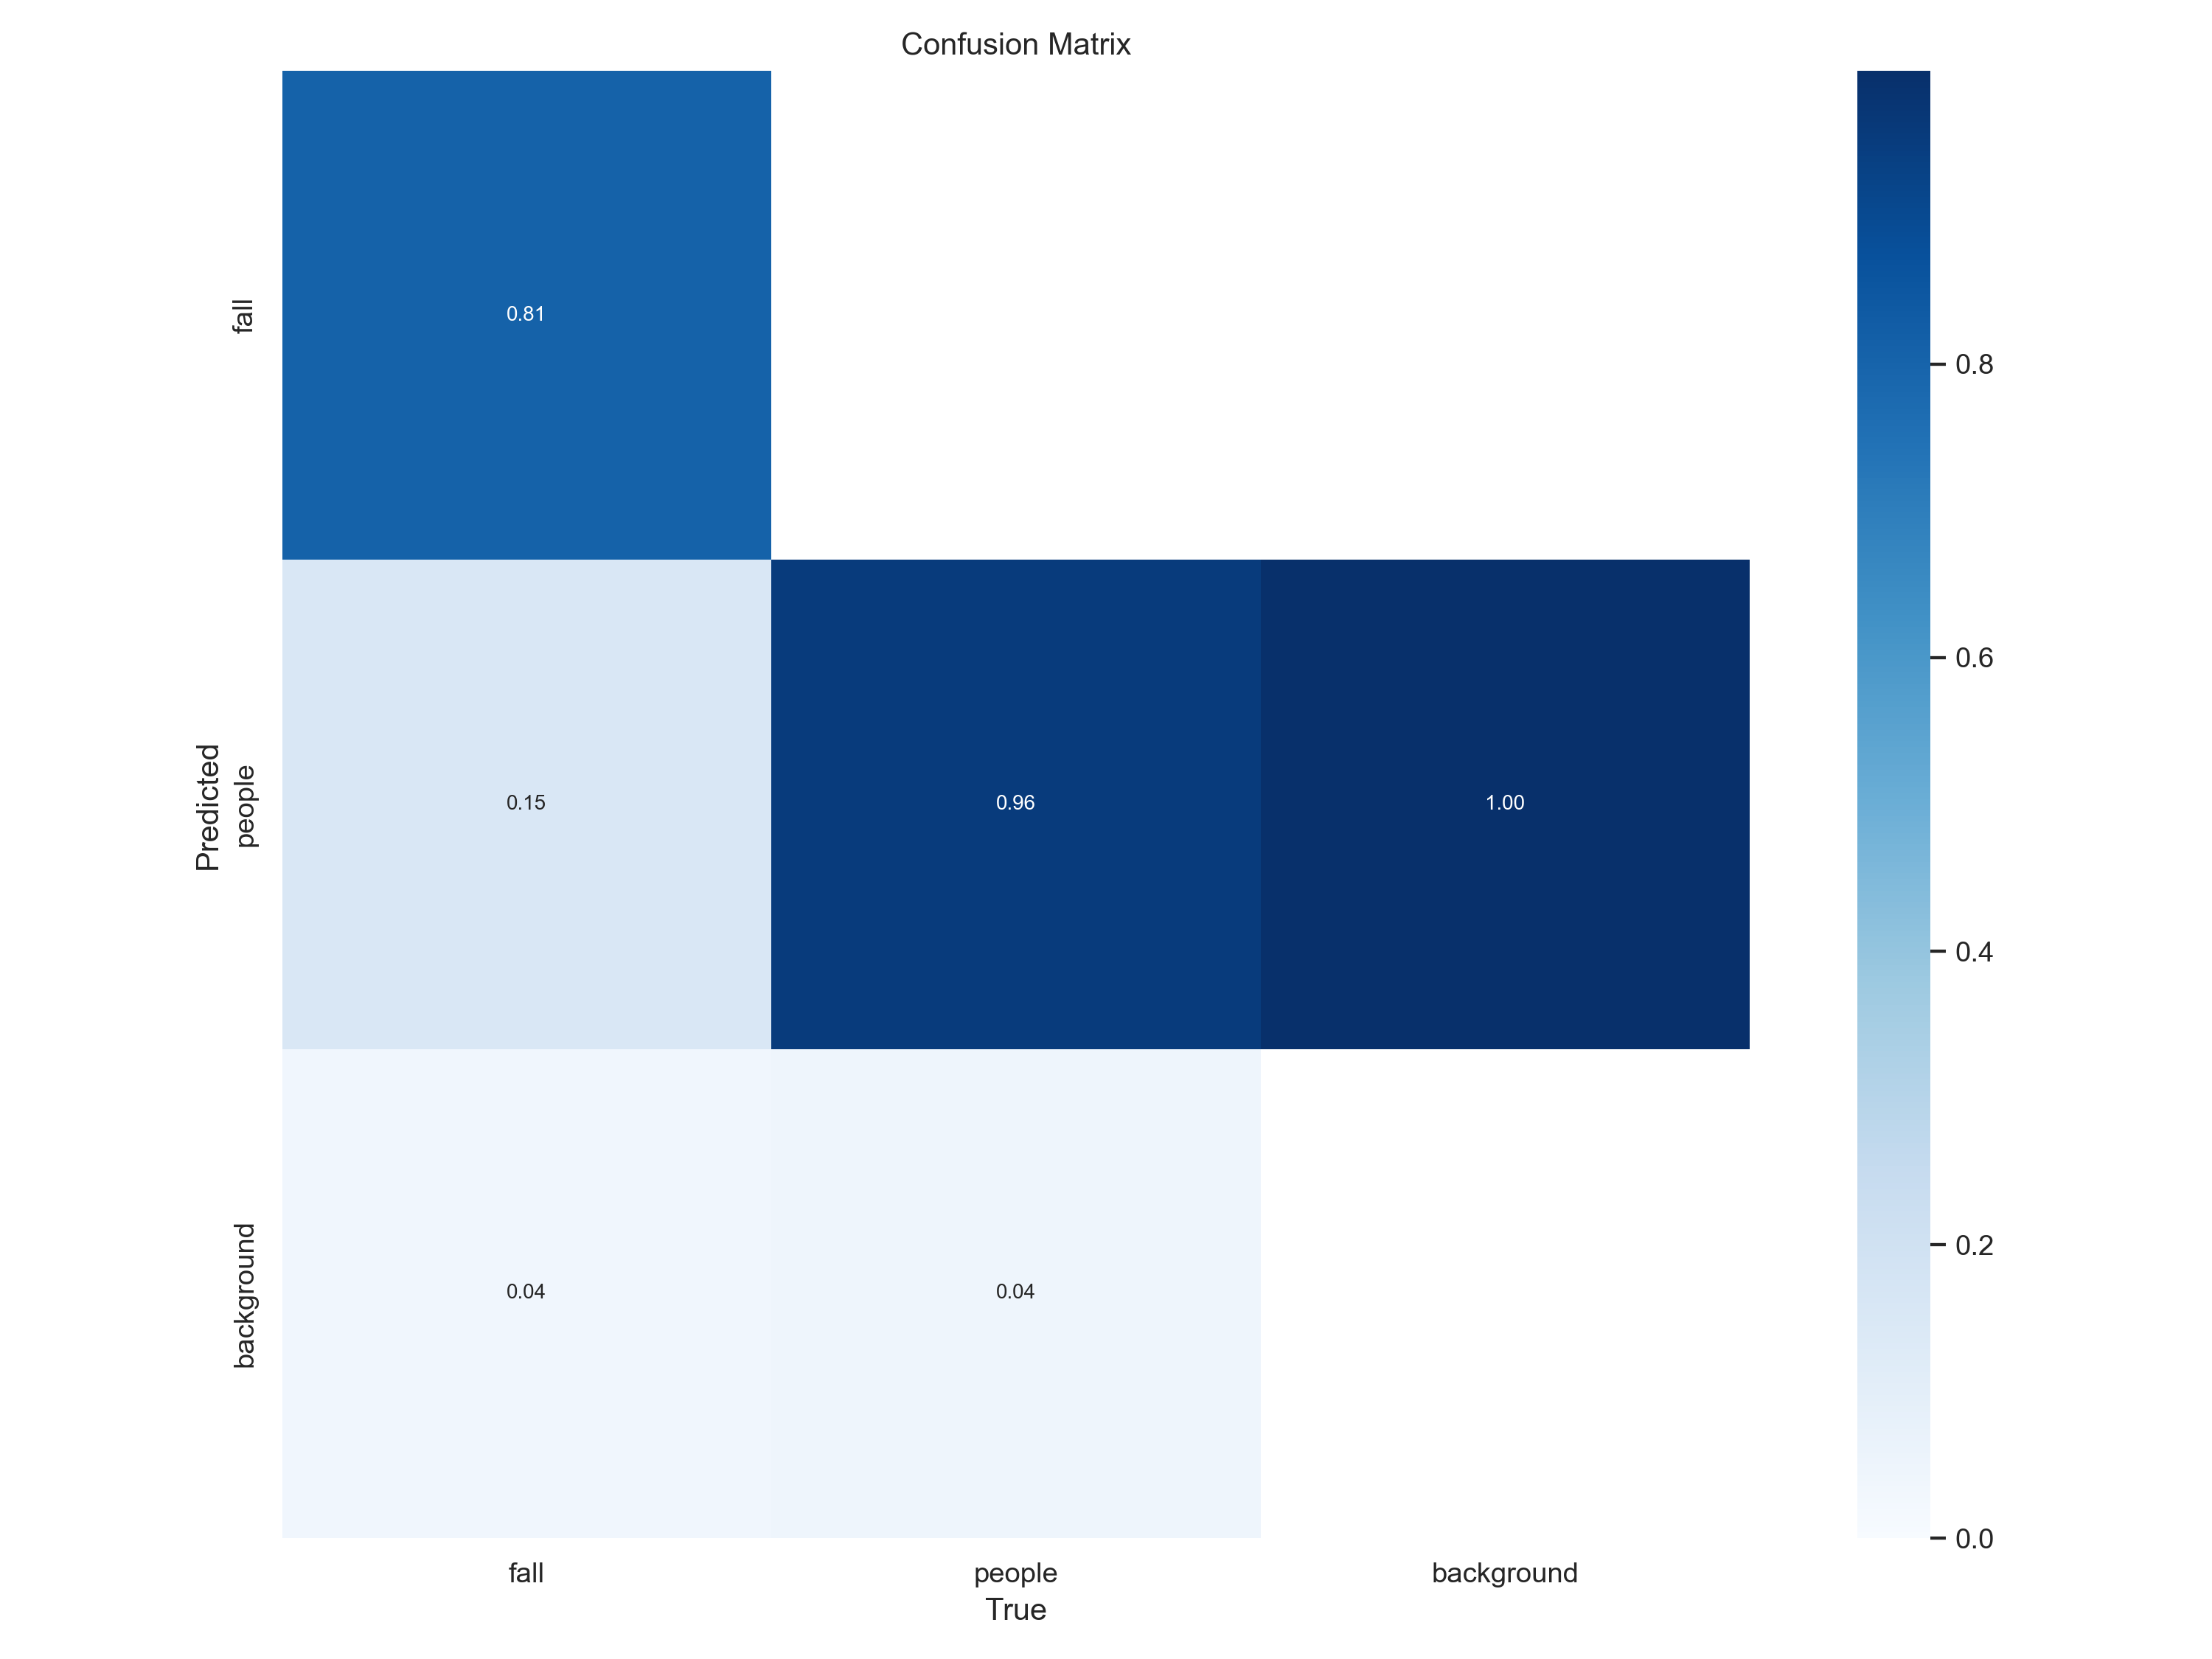 Confusion Matrix
fall
0.81
0.8
0.6
Predicted
people
0.15
0.96
1.00
0.4
0.2
background
0.04
0.04
0.0
fall
people
background
True